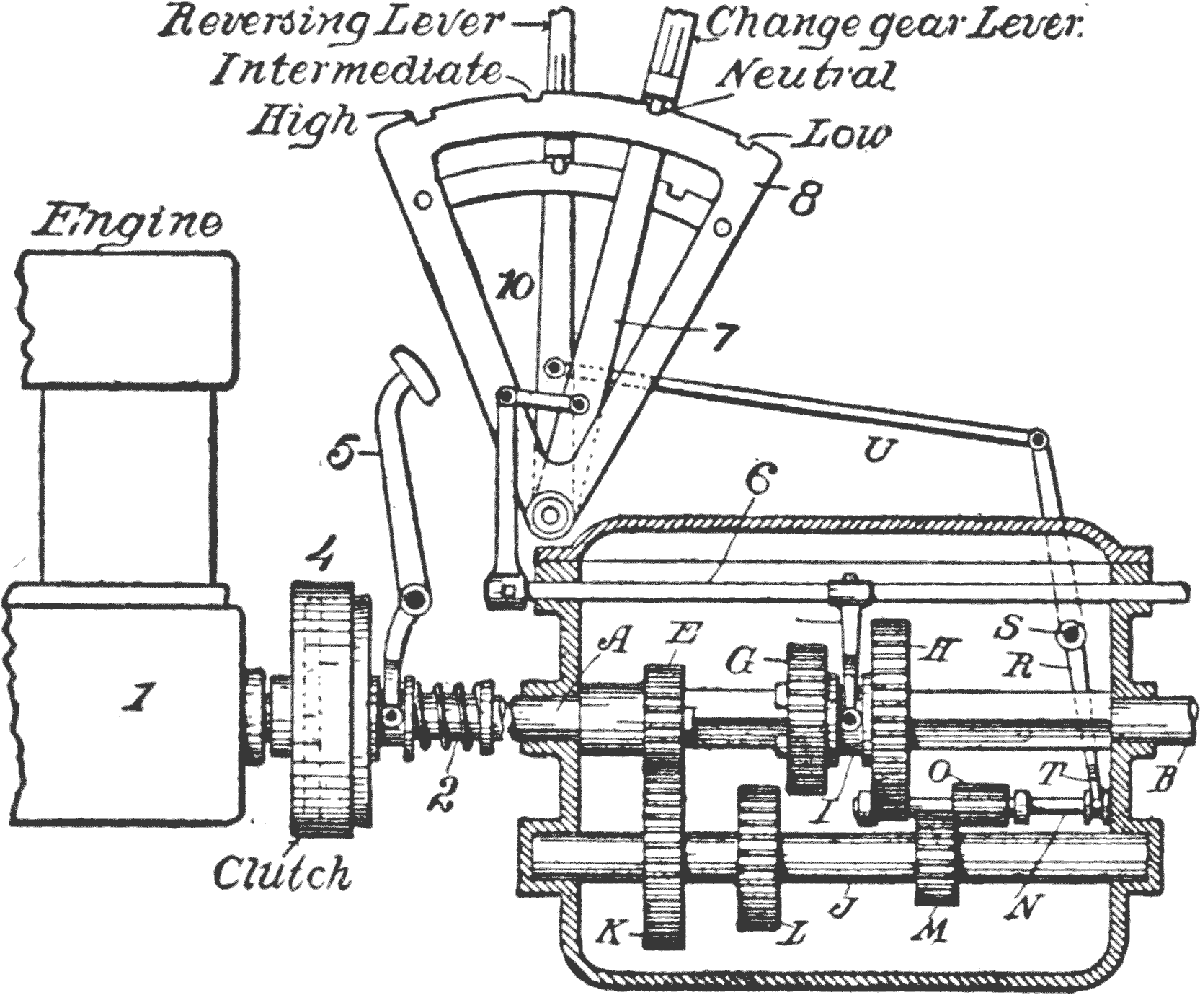 Reversing Lever
Change gear Lever.
Intermediate
Neutral
High
Low
8
Engine
10
7
5
U
6
4
S
A
E
G
H
R
1
2
I
O
T
B
Clutch
K
L
J
M
N